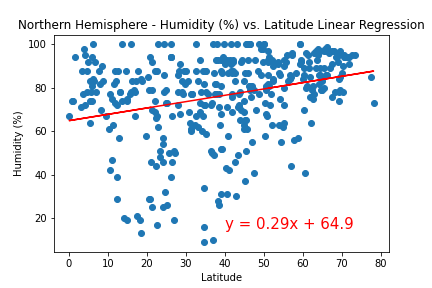 Northern Hemisphere - Humidity (%) vs. Latitude Linear Regression
100
80
60
40
20
Humidity (%)
y = 0.29x + 64.9
0 10 20 30 40 50 60 70 80
Latitude